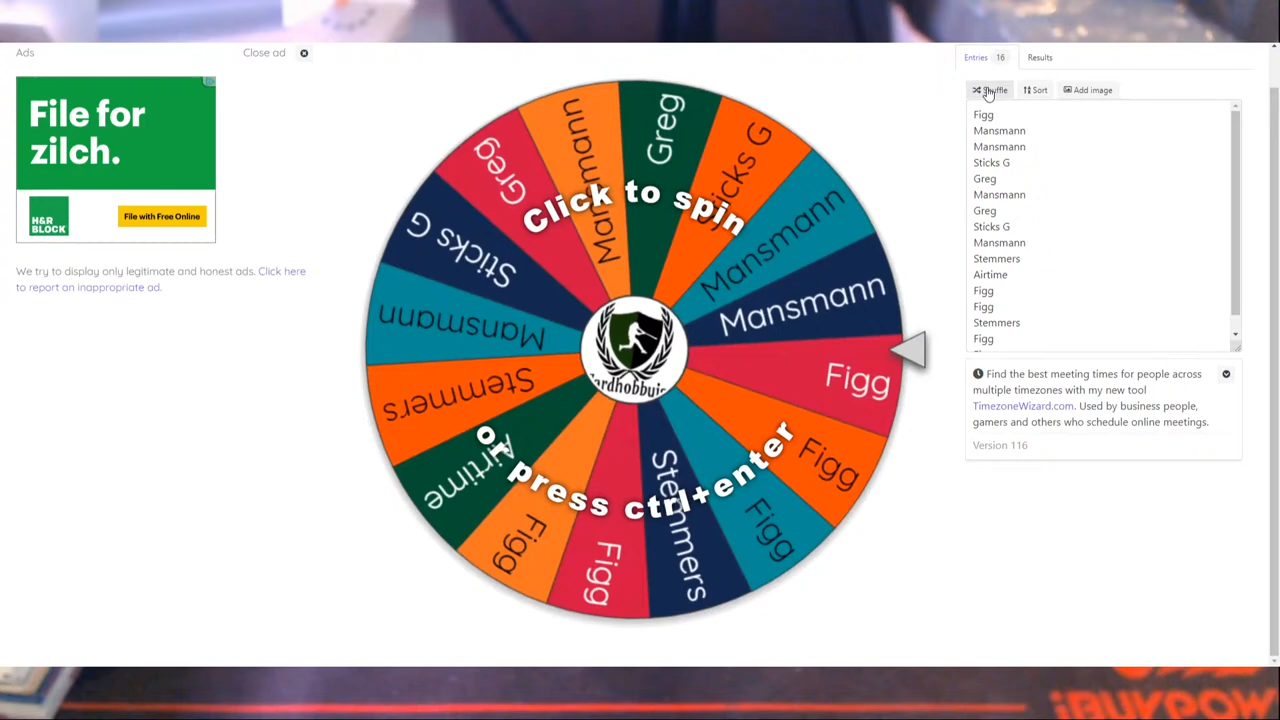 Ads
Close ad
File for
zilch.
H&R
BLOCK
File with Free Online
We try to display only legitimate and honest ads. Click here
to report an inappropriate ad.
Click to spin
or press ctrl+enter
Greg
Sticks G
Mansmann
Mansmann
Figg
Figg
Figg
Stemmers
Figg
Figg
Airtime
Stemmers
Mansmann
Sticks G
Greg
Mansmann
ardhobbuis
Entries 16
Results
Shuffle
Sort
Add image
Figg
Mansmann
Mansmann
Sticks G
Greg
Mansmann
Greg
Sticks G
Mansmann
Stemmers
Airtime
Figg
Figg
Stemmers
Figg
Find the best meeting times for people across
multiple timezones with my new tool
TimezoneWizard.com. Used by business people,
gamers and others who schedule online meetings.
Version 116
iBUYPOW